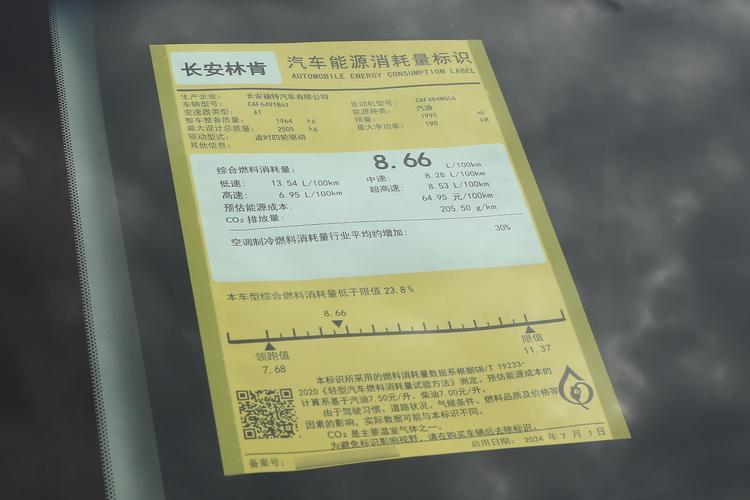 长安林肯
汽车能源消耗量标识
AUTOMOBILE ENERGY CONSUMPTION LABEL
生产企业: 长安福特汽车有限公司
车辆型号: CAF6491B61 发动机型号: CAF484WQC4
变速器类型: AT 能源种类: 汽油
整车整备质量: 1964 kg 排量: 1995 mL
最大设计总质量: 2505 kg 最大净功率: 190 kW
驱动型式: 适时四轮驱动
其他信息:
综合燃料消耗量: 8.66 L/100km
低速: 13.54 L/100km 中速: 8.28 L/100km
高速: 6.95 L/100km 超高速: 8.53 L/100km
预估能源成本: 64.95 元/100km
CO₂ 排放量: 205.50 g/km
空调制冷燃料消耗量行业平均约增加: 30%
本车型综合燃料消耗量低于限值 23.8%
8.66
领跑值 限值
7.68 11.37
本标识所采用的燃料消耗量数据系根据GB/T 19233-
2020《轻型汽车燃料消耗量试验方法》测定。预估能源成本的
计算系基于汽油7.50元/升、柴油7.00元/升。
由于驾驶习惯、道路状况、气候条件、燃料品质及价格等
因素的影响，实际数据可能与本标识不同。
CO₂ 是主要温室气体之一。
为避免标识影响视野，请在购买车辆后去除标识。
备案号: 启用日期: 2024 年 7 月 1 日